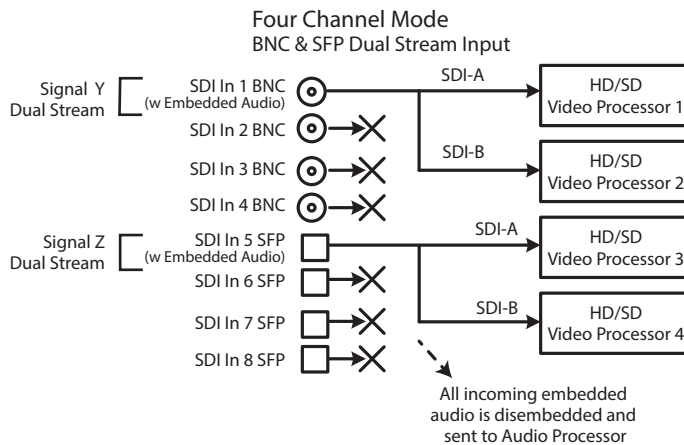 Four Channel Mode
BNC & SFP Dual Stream Input
Signal Y
Dual Stream
SDI In 1 BNC
(w Embedded Audio)
SDI In 2 BNC
SDI In 3 BNC
SDI In 4 BNC
SDI-A
HD/SD
Video Processor 1
SDI-B
HD/SD
Video Processor 2
Signal Z
Dual Stream
SDI In 5 SFP
(w Embedded Audio)
SDI In 6 SFP
SDI In 7 SFP
SDI In 8 SFP
SDI-A
HD/SD
Video Processor 3
SDI-B
HD/SD
Video Processor 4
All incoming embedded
audio is disembedded and
sent to Audio Processor